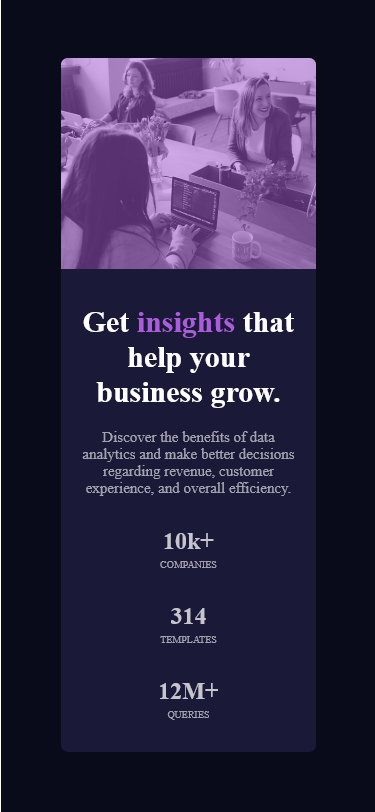 Get insights that
help your
business grow.
Discover the benefits of data
analytics and make better decisions
regarding revenue, customer
experience, and overall efficiency.
10k+
COMPANIES
314
TEMPLATES
12M+
QUERIES